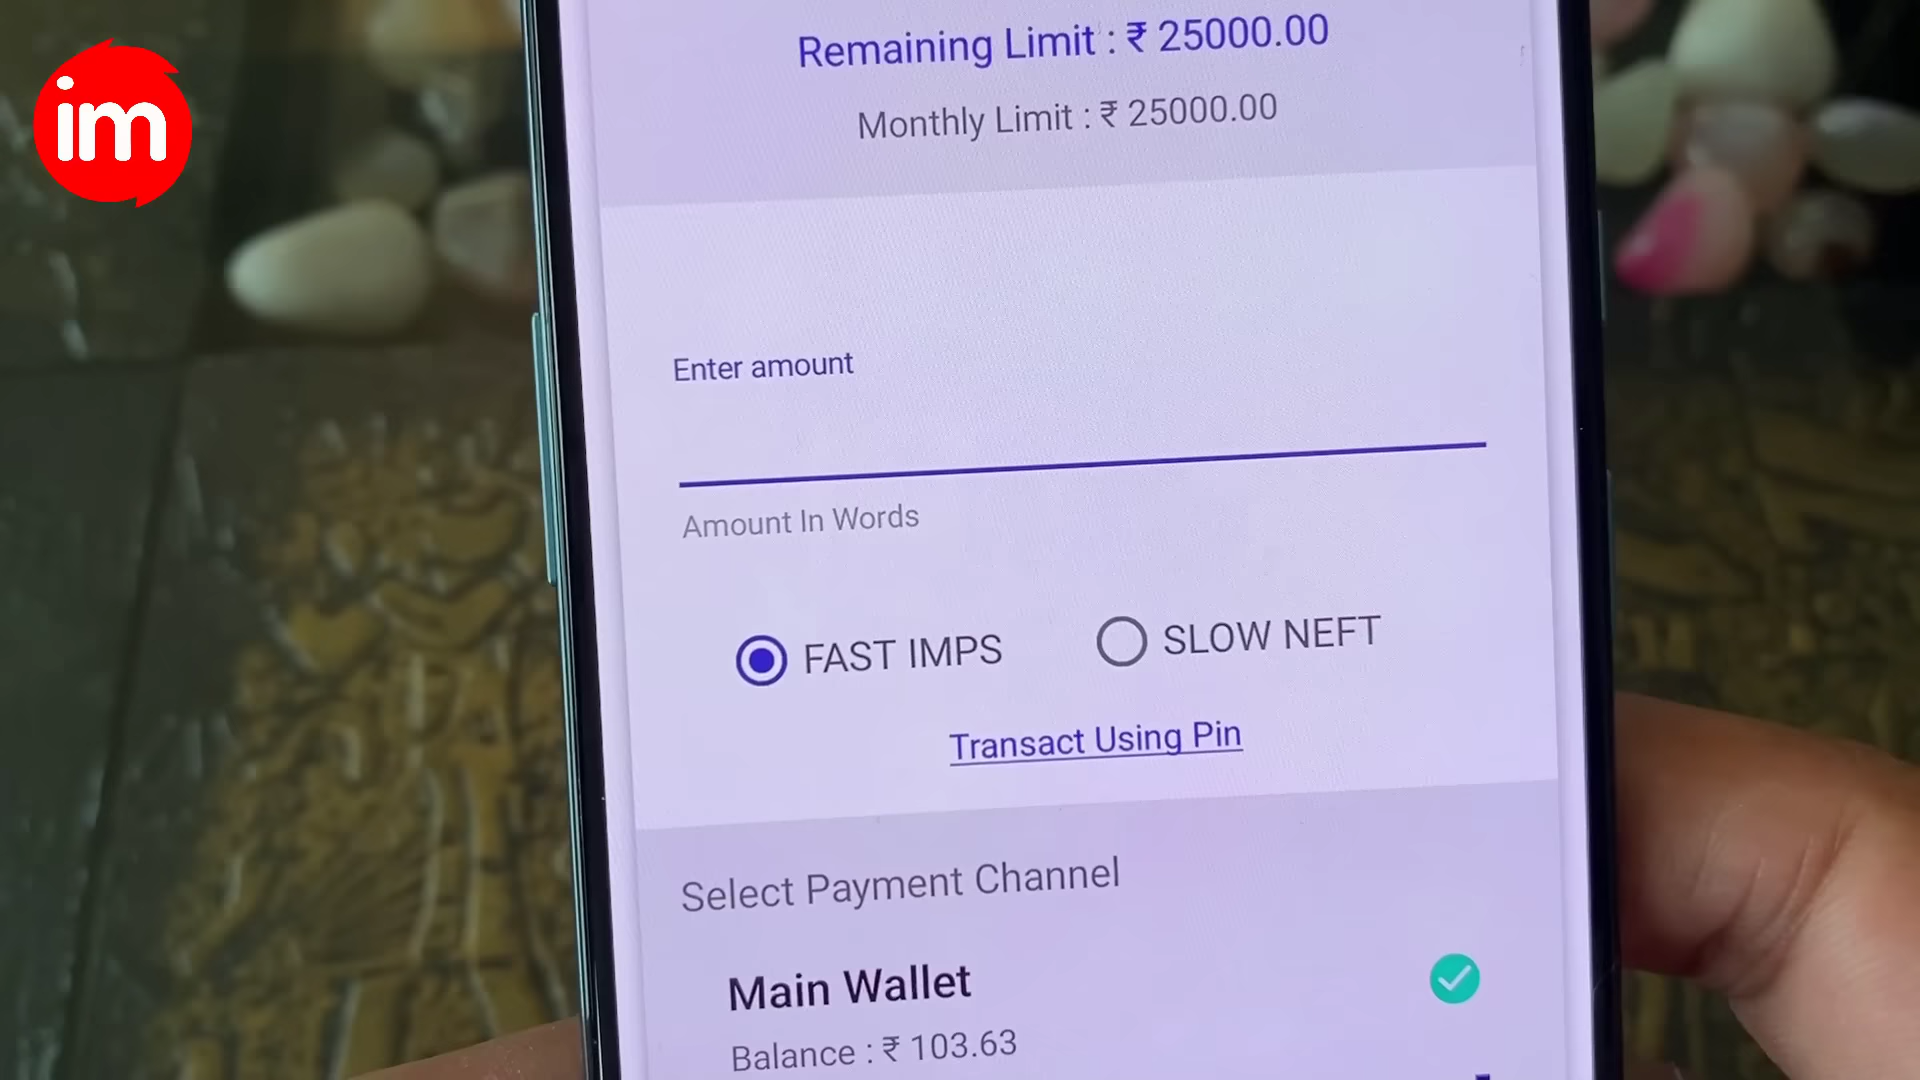 im
Remaining Limit : ₹ 25000.00
Monthly Limit : ₹ 25000.00
Enter amount
Amount In Words
FAST IMPS
SLOW NEFT
Transact Using Pin
Select Payment Channel
Main Wallet
Balance : ₹ 103.63